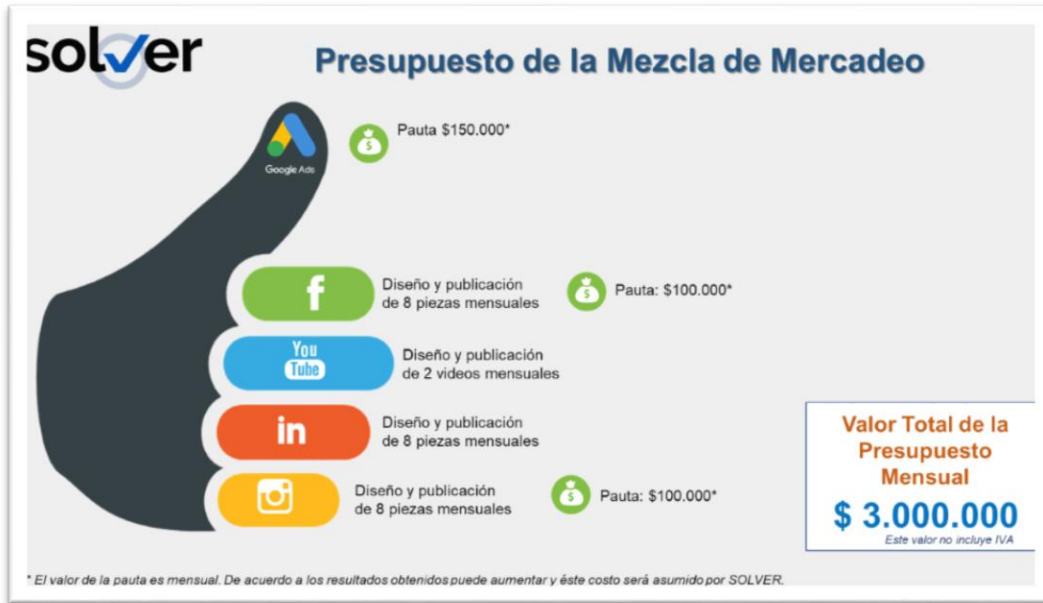 solver
Presupuesto de la Mezcla de Mercadeo
Pauta $150.000*
Google Ads
f
Diseño y publicación
de 8 piezas mensuales
Pauta: $100.000*
You
Tube
Diseño y publicación
de 2 videos mensuales
in
Diseño y publicación
de 8 piezas mensuales
Diseño y publicación
de 8 piezas mensuales
Pauta: $100.000*
Valor Total de la
Presupuesto
Mensual
$ 3.000.000
Este valor no incluye IVA
* El valor de la pauta es mensual. De acuerdo a los resultados obtenidos puede aumentar y éste costo será asumido por SOLVER.